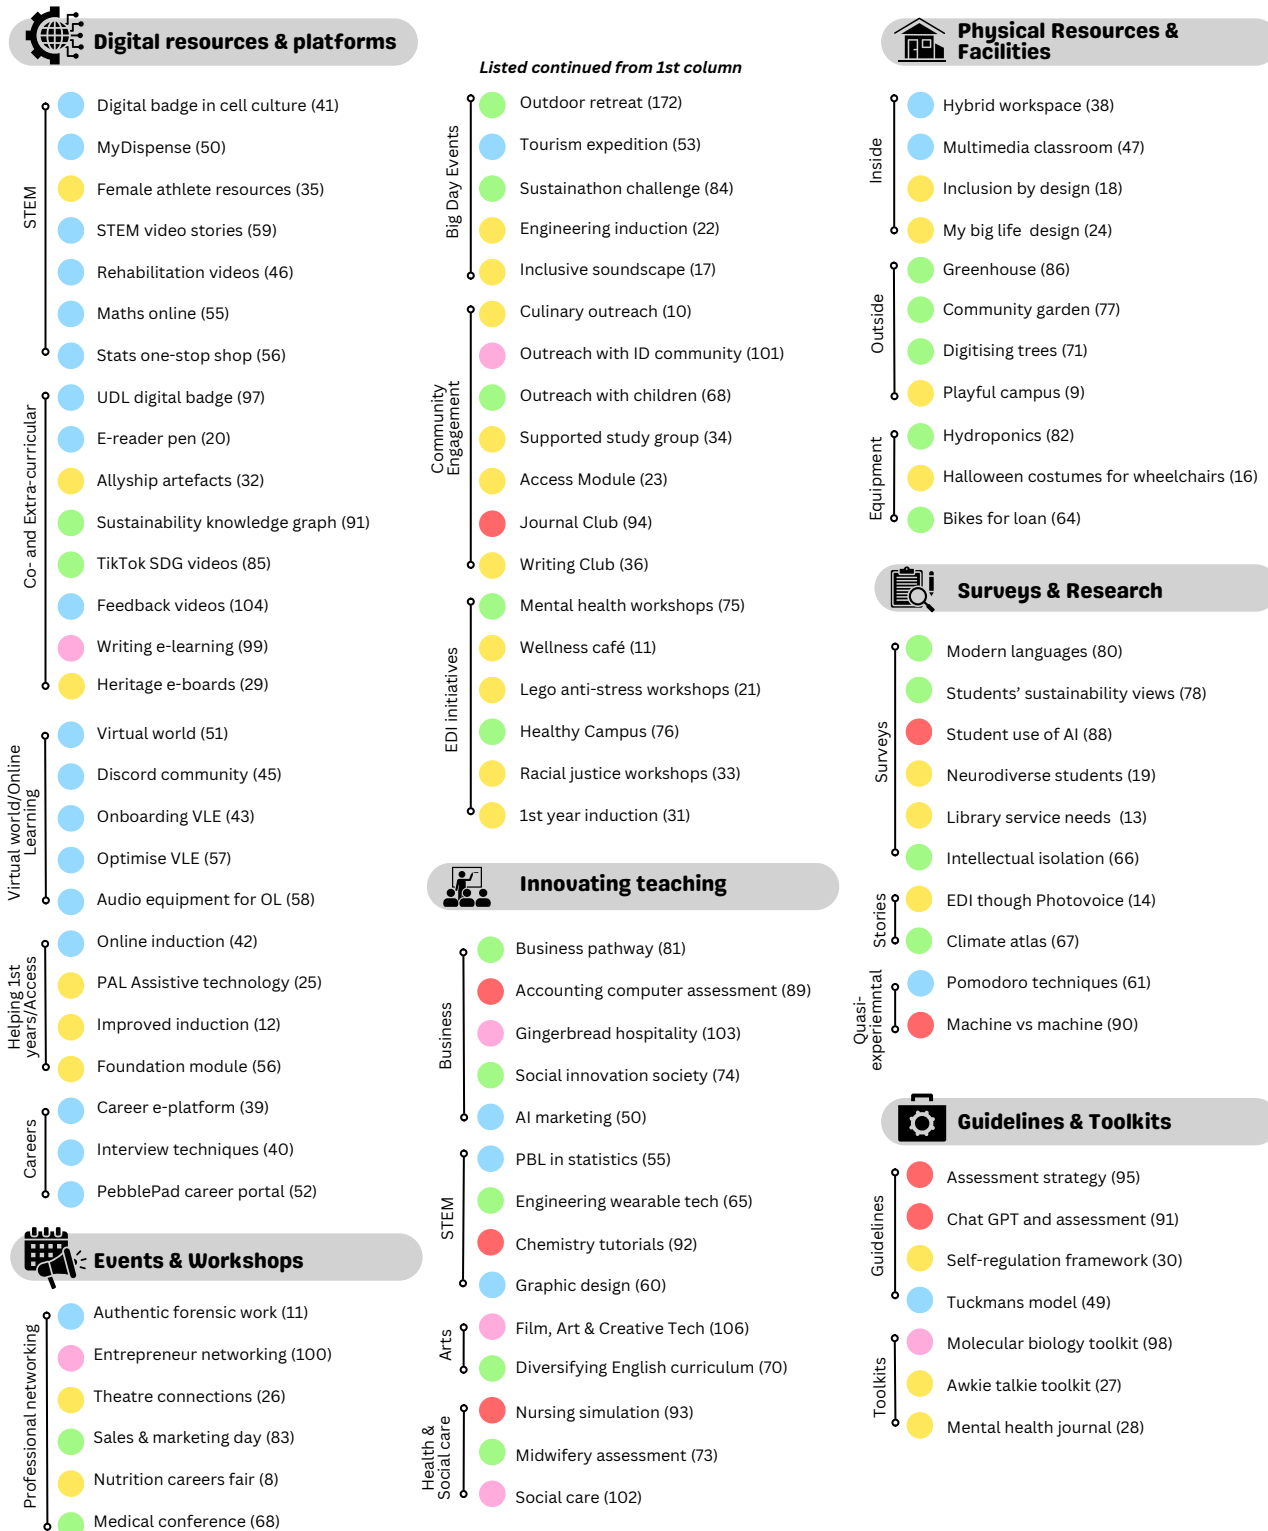 Digital resources & platforms
STEM
Digital badge in cell culture (41)
MyDispense (50)
Female athlete resources (35)
STEM video stories (59)
Rehabilitation videos (46)
Maths online (55)
Stats one-stop shop (56)
Co- and Extra-curricular
UDL digital badge (97)
E-reader pen (20)
Allyship artefacts (32)
Sustainability knowledge graph (91)
TikTok SDG videos (85)
Feedback videos (104)
Writing e-learning (99)
Heritage e-boards (29)
Virtual world/Online
Learning
Virtual world (51)
Discord community (45)
Onboarding VLE (43)
Optimise VLE (57)
Audio equipment for OL (58)
Helping 1st
years/Access
Online induction (42)
PAL Assistive technology (25)
Improved induction (12)
Foundation module (56)
Careers
Career e-platform (39)
Interview techniques (40)
PebblePad career portal (52)
Events & Workshops
Professional networking
Authentic forensic work (11)
Entrepreneur networking (100)
Theatre connections (26)
Sales & marketing day (83)
Nutrition careers fair (8)
Medical conference (68)
Listed continued from 1st column
Big Day Events
Outdoor retreat (172)
Tourism expedition (53)
Sustainathon challenge (84)
Engineering induction (22)
Inclusive soundscape (17)
Community
Engagement
Culinary outreach (10)
Outreach with ID community (101)
Outreach with children (68)
Supported study group (34)
Access Module (23)
Journal Club (94)
Writing Club (36)
EDI initiatives
Mental health workshops (75)
Wellness café (11)
Lego anti-stress workshops (21)
Healthy Campus (76)
Racial justice workshops (33)
1st year induction (31)
Innovating teaching
Business
Business pathway (81)
Accounting computer assessment (89)
Gingerbread hospitality (103)
Social innovation society (74)
AI marketing (50)
STEM
PBL in statistics (55)
Engineering wearable tech (65)
Chemistry tutorials (92)
Graphic design (60)
Arts
Film, Art & Creative Tech (106)
Diversifying English curriculum (70)
Health &
Social care
Nursing simulation (93)
Midwifery assessment (73)
Social care (102)
Physical Resources &
Facilities
Inside
Hybrid workspace (38)
Multimedia classroom (47)
Inclusion by design (18)
My big life design (24)
Outside
Greenhouse (86)
Community garden (77)
Digitising trees (71)
Playful campus (9)
Equipment
Hydroponics (82)
Halloween costumes for wheelchairs (16)
Bikes for loan (64)
Surveys & Research
Surveys
Modern languages (80)
Students' sustainability views (78)
Student use of AI (88)
Neurodiverse students (19)
Library service needs (13)
Intellectual isolation (66)
Stories
EDI though Photovoice (14)
Climate atlas (67)
Quasi-
experiemntal
Pomodoro techniques (61)
Machine vs machine (90)
Guidelines & Toolkits
Guidelines
Assessment strategy (95)
Chat GPT and assessment (91)
Self-regulation framework (30)
Tuckmans model (49)
Toolkits
Molecular biology toolkit (98)
Awkie talkie toolkit (27)
Mental health journal (28)